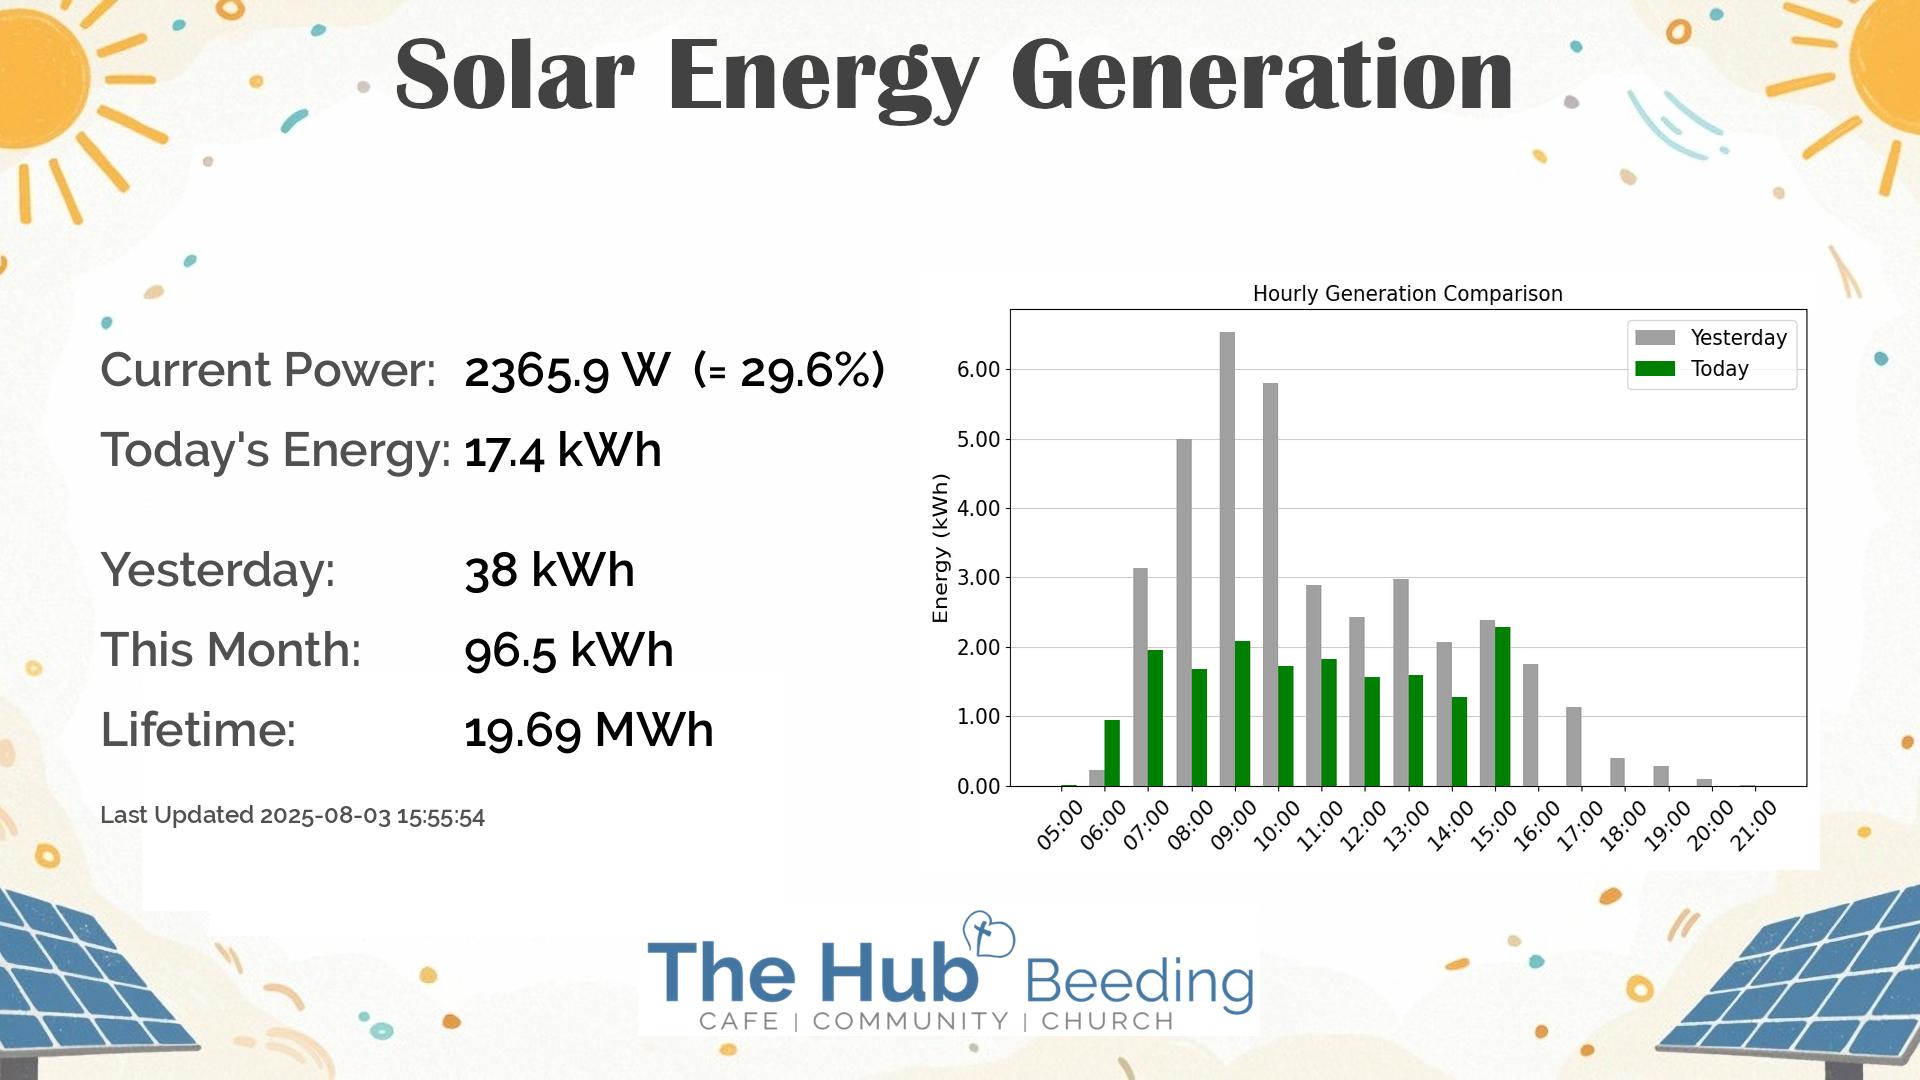 Solar Energy Generation
Current Power: 2365.9 W (= 29.6%)
Today's Energy: 17.4 kWh
Yesterday: 38 kWh
This Month: 96.5 kWh
Lifetime: 19.69 MWh
Last Updated 2025-08-03 15:55:54
Hourly Generation Comparison
Yesterday
Today
Energy (kWh)
6.00
5.00
4.00
3.00
2.00
1.00
0.00
05:00 06:00 07:00 08:00 09:00 10:00 11:00 12:00 13:00 14:00 15:00 16:00 17:00 18:00 19:00 20:00 21:00
The Hub Beeding
CAFE | COMMUNITY | CHURCH